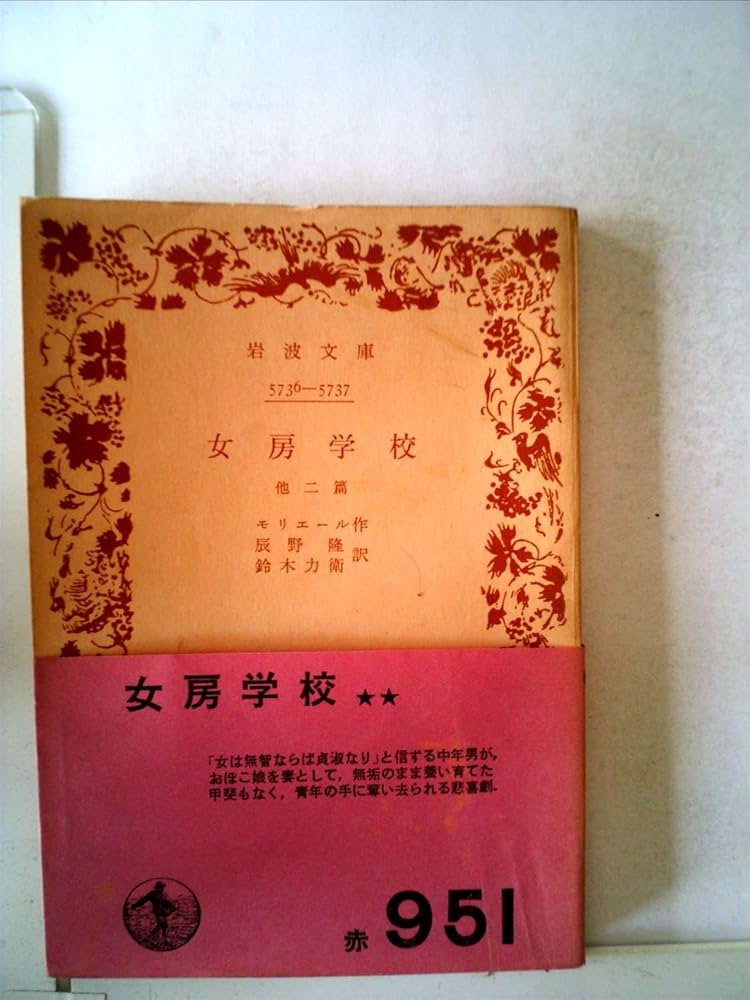 岩波文庫
5736—5737
女房学校
他二篇
モリエール作
辰野隆
鈴木力衛 訳
女房学校 ★★
「女は無智ならば貞淑なり」と信ずる中年男が,
おぼこ娘を妻として,無垢のまま養い育てた
甲斐もなく,青年の手に奪い去られる悲喜劇.
赤 951